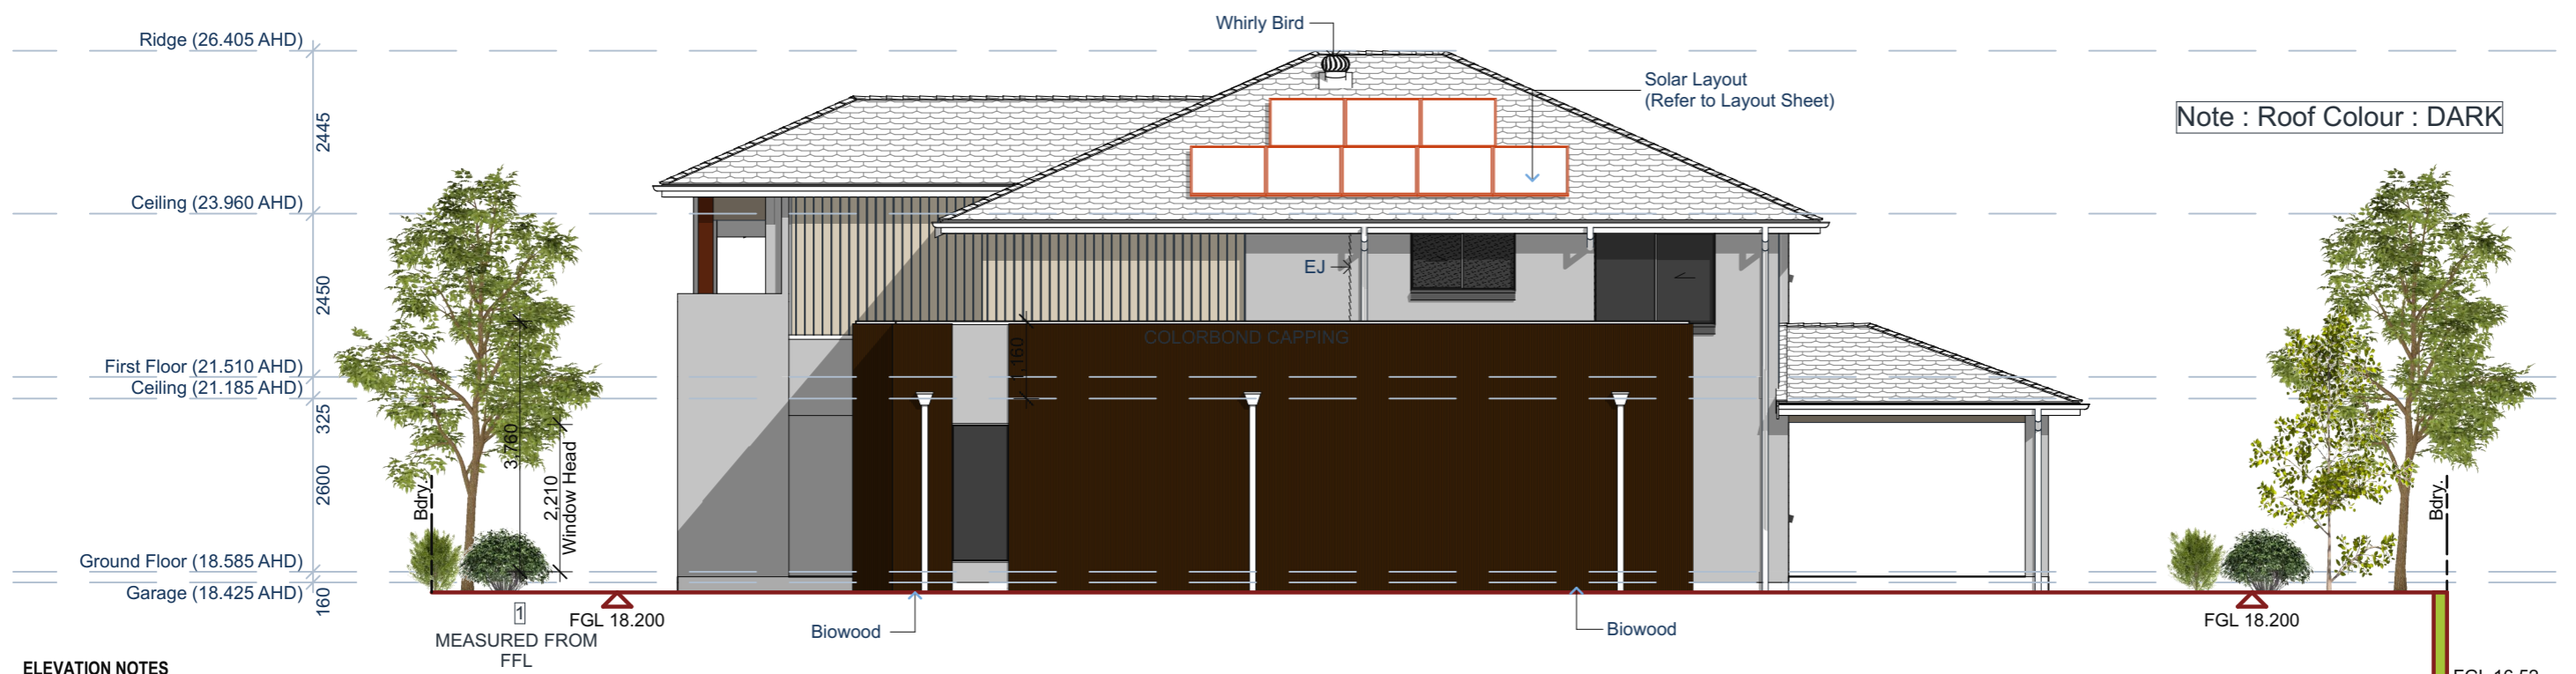 Whirly Bird
Ridge (26.405 AHD)
Solar Layout
(Refer to Layout Sheet)
Note : Roof Colour : DARK
2445
Ceiling (23.960 AHD)
EJ
2450
COLORBOND CAPPING
1,160
First Floor (21.510 AHD)
Ceiling (21.185 AHD)
325
3,760
2,210
Window Head
2600
Bdry.
Bdry.
Ground Floor (18.585 AHD)
Garage (18.425 AHD)
160
1
MEASURED FROM
FFL
FGL 18.200
Biowood
Biowood
FGL 18.200
ELEVATION NOTES